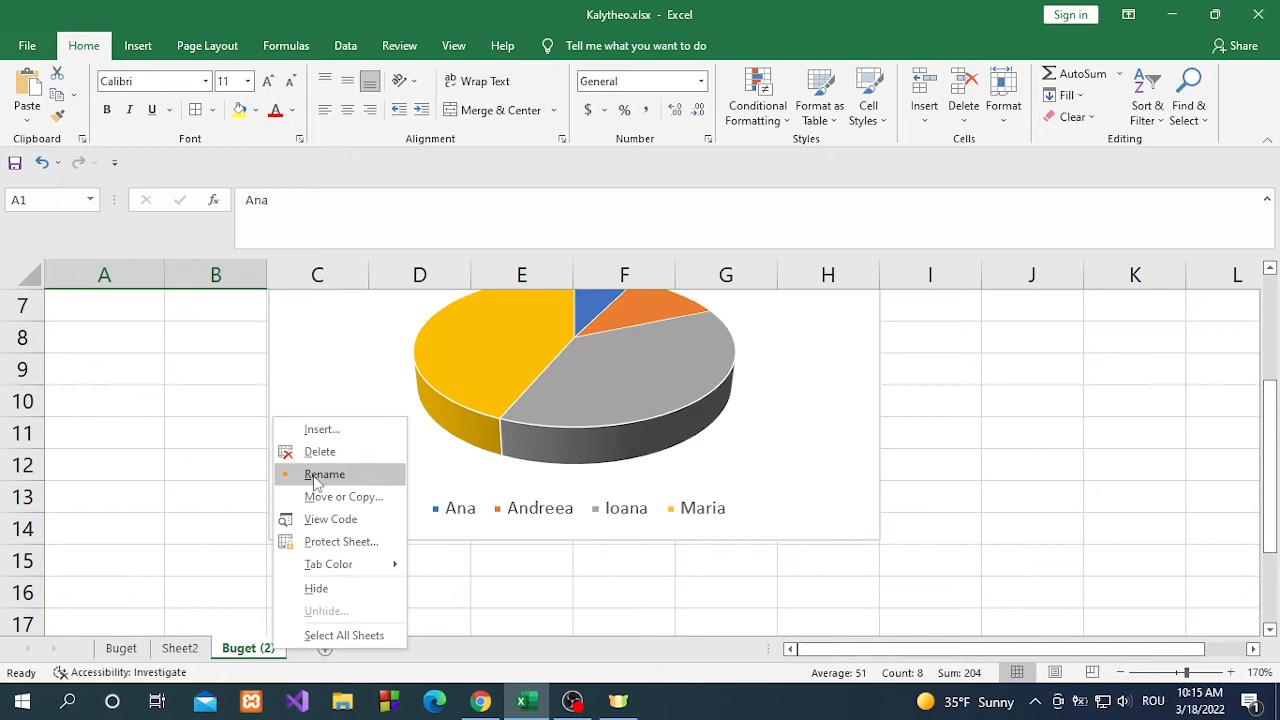 Kalytheo.xlsx - Excel
Sign in
File Home Insert Page Layout Formulas Data Review View Help Tell me what you want to do Share
Calibri 11 Wrap Text General AutoSum
Paste B I U Merge & Center $ % Conditional Formatting Format as Table Cell Styles Insert Delete Format Fill Clear Sort & Filter Find & Select
Clipboard Font Alignment Number Styles Cells Editing
A1 fx Ana
A B C D E F G H I J K L
7
8
9
10
11
12
13
14
15
16
17
Insert...
Delete
Rename
Move or Copy...
View Code
Protect Sheet...
Tab Color
Hide
Unhide...
Select All Sheets
Ana Andreea Ioana Maria
Buget Sheet2 Buget (2)
Ready Accessibility: Investigate Average: 51 Count: 8 Sum: 204 170%
35°F Sunny ROU 10:15 AM
3/18/2022